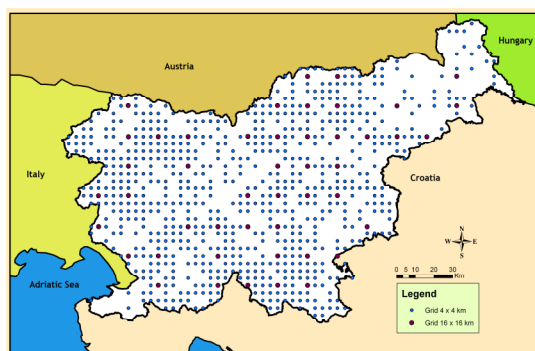 Hungary
Austria
Italy
Croatia
N
W E
S
Adriatic Sea
0 5 10 20 30
Km
Legend
Grid 4 x 4 km
Grid 16 x 16 km